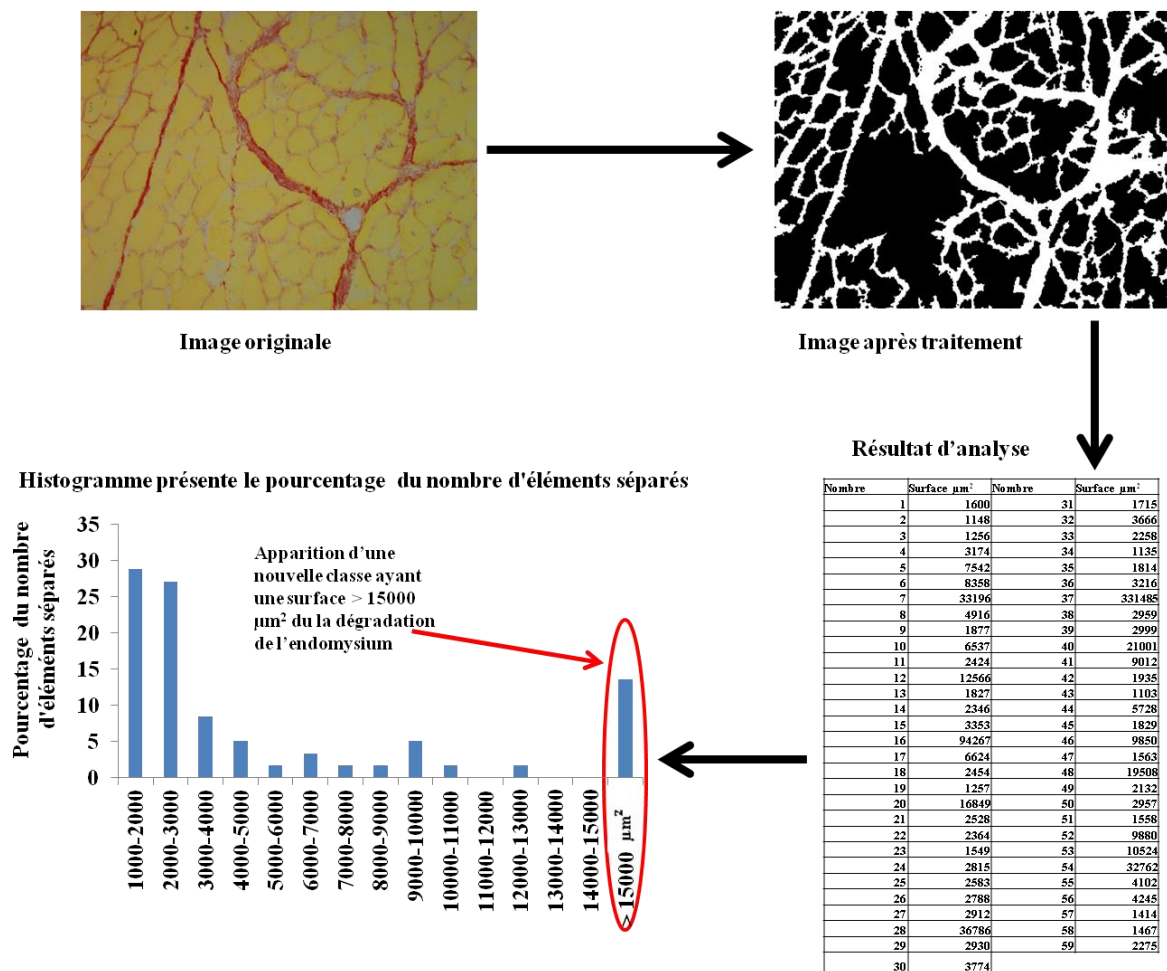 Image originale
Image après traitement
Résultat d'analyse
Nombre Surface µm² Nombre Surface µm²
1 1600 31 1715
2 1148 32 3666
3 1256 33 2258
4 3174 34 1135
5 7542 35 1814
6 8358 36 3216
7 33196 37 331485
8 4916 38 2959
9 1877 39 2999
10 6537 40 21001
11 2424 41 9012
12 12566 42 1935
13 1827 43 1103
14 2346 44 5728
15 3353 45 1829
16 94267 46 9850
17 6624 47 1563
18 2454 48 19508
19 1257 49 2132
20 16849 50 2957
21 2528 51 1558
22 2364 52 9880
23 1549 53 10524
24 2815 54 32762
25 2583 55 4102
26 2788 56 4245
27 2912 57 1414
28 36786 58 1467
29 2930 59 2275
30 3774
Histogramme présente le pourcentage du nombre d'éléments séparés
Pourcentage du nombre
d'éléments séparés
35
30
25
20
15
10
5
0
Apparition d'une
nouvelle classe ayant
une surface > 15000
µm² du la dégradation
de l'endomysium
1000-2000
2000-3000
3000-4000
4000-5000
5000-6000
6000-7000
7000-8000
8000-9000
9000-10000
10000-11000
11000-12000
12000-13000
13000-14000
14000-15000
> 15000 µm²